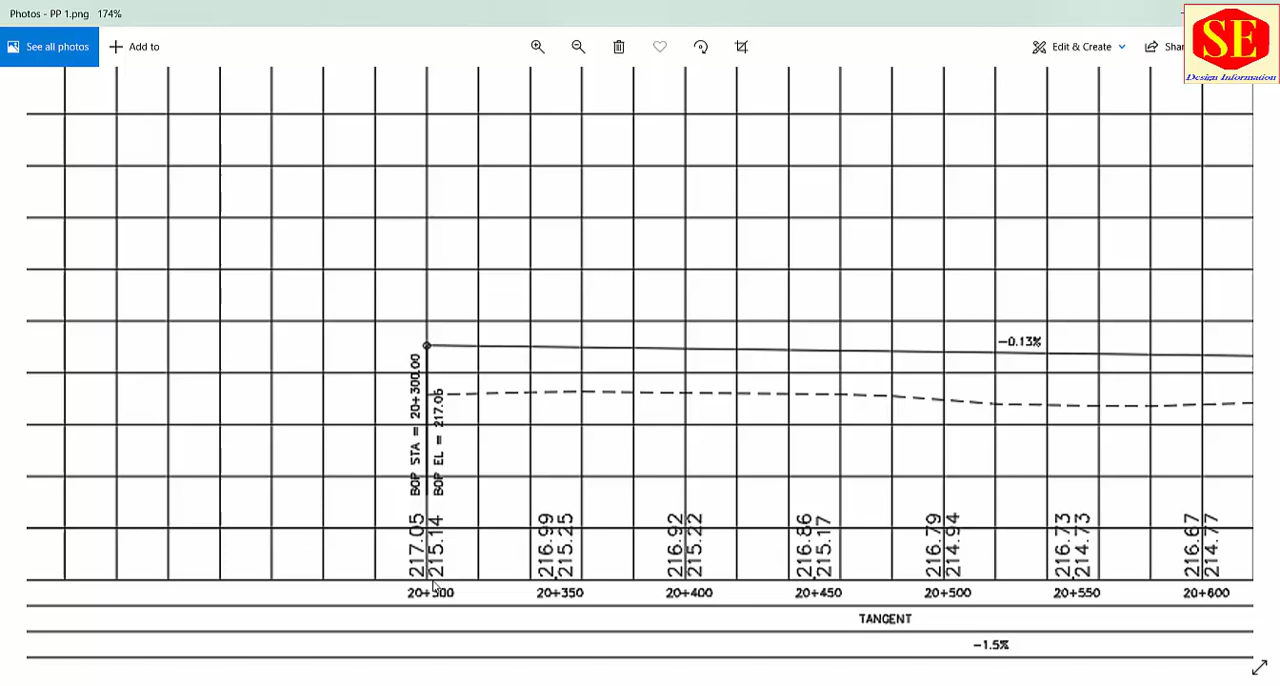 Photos - PP 1.png 174%
See all photos
Add to
Edit & Create
SE
Design Information
-0.13%
BOP STA = 20+300.00
BOP EL = 217.05
217.05
215.14
216.99
215.25
216.92
215.22
216.86
215.17
216.79
214.94
216.73
214.73
216.67
214.77
20+300
20+350
20+400
20+450
20+500
20+550
20+600
TANGENT
-1.5%